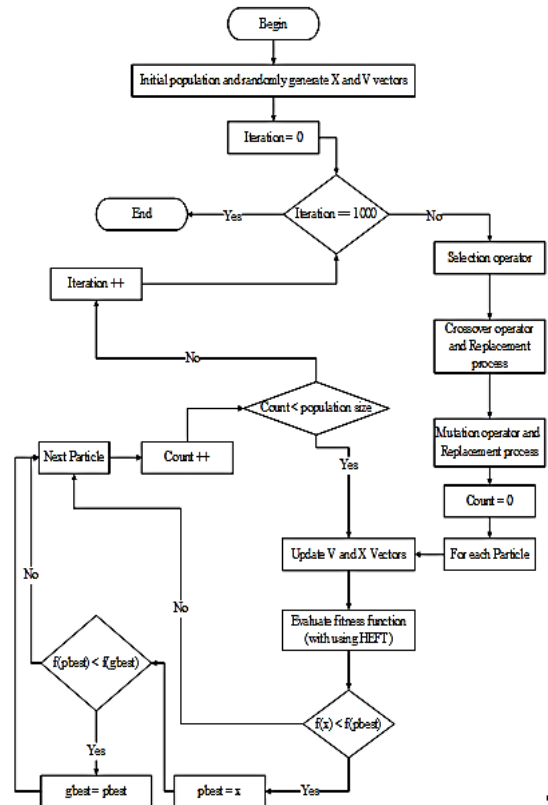 Begin
Initial population and randomly generate X and V vectors
Iteration = 0
Iteration == 1000
Yes
End
No
Selection operator
Iteration ++
Crossover operator
and Replacement
process
No
Count < population size
Mutation operator and
Replacement process
Next Particle
Count ++
Yes
Count = 0
Update V and X Vectors
For each Particle
No
No
Evaluate fitness function
(with using HEFT)
f(pbest) < f(gbest)
f(x) < f(pbest)
Yes
Yes
gbest = pbest
pbest = x